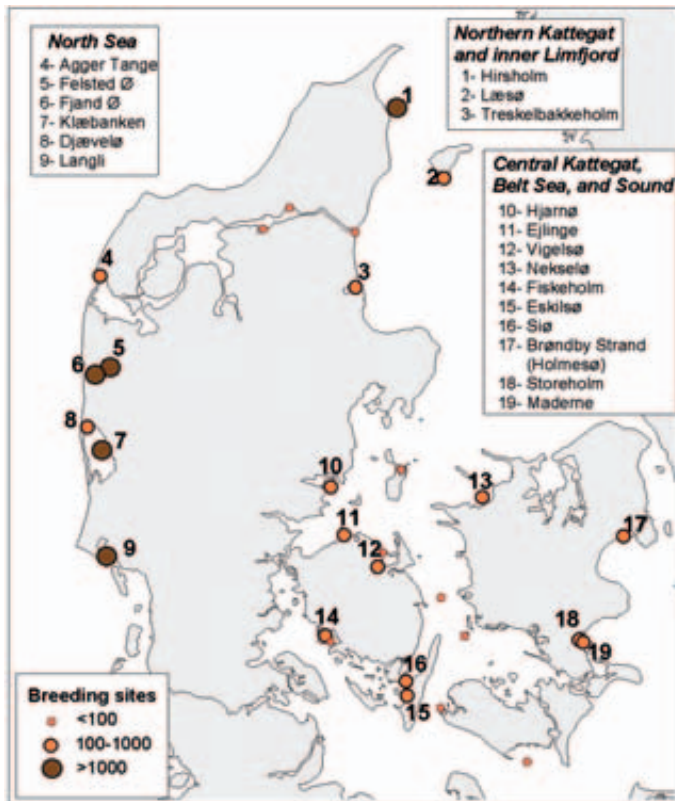 North Sea
4- Agger Tange
5- Felsted Ø
6- Fjand Ø
7- Klæbanken
8- Djævelø
9- Langli
Northern Kattegat
and inner Limfjord
1- Hirsholm
2- Læsø
3- Treskelbakkeholm
Central Kattegat,
Belt Sea, and Sound
10- Hjarnø
11- Ejlinge
12- Vigelsø
13- Nekselø
14- Fiskeholm
15- Eskilsø
16- Siø
17- Brøndby Strand
(Holmesø)
18- Storeholm
19- Maderne
1
2
3
4
5
6
8
7
9
10
11
12
13
14
16
15
17
18
19
Breeding sites
<100
100-1000
>1000